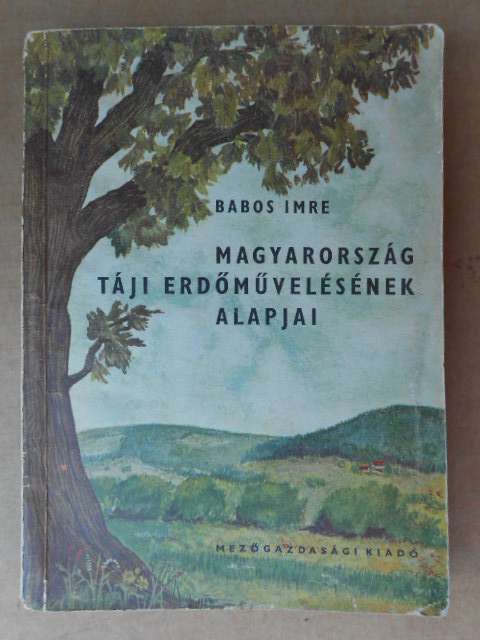 BABOS IMRE
MAGYARORSZÁG
TÁJI ERDŐMŰVELÉSÉNEK
ALAPJAI
MEZŐGAZDASÁGI KIADÓ